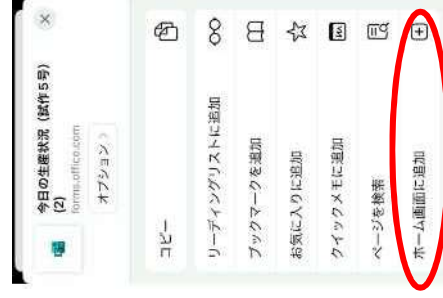 今日の生産状況（試作5号）
(2)
forms.office.com
オプション >
コピー
リーディングリストに追加
ブックマークを追加
お気に入りに追加
クイックメモに追加
ページを検索
ホーム画面に追加